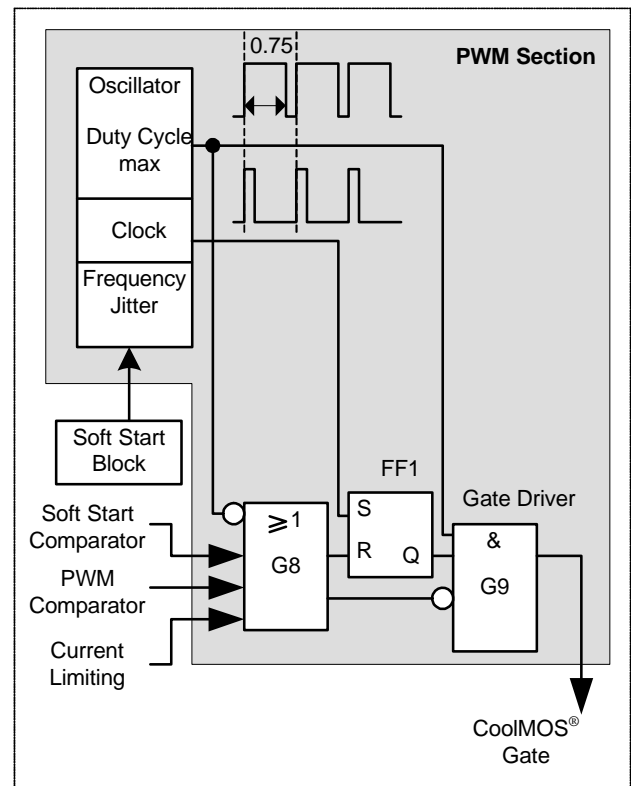 0.75
PWM Section
Oscillator
Duty Cycle
max
Clock
Frequency
Jitter
Soft Start
Block
FF1
Gate Driver
Soft Start
Comparator
PWM
Comparator
Current
Limiting
≥1
G8
S
R
Q
&
G9
CoolMOS®
Gate